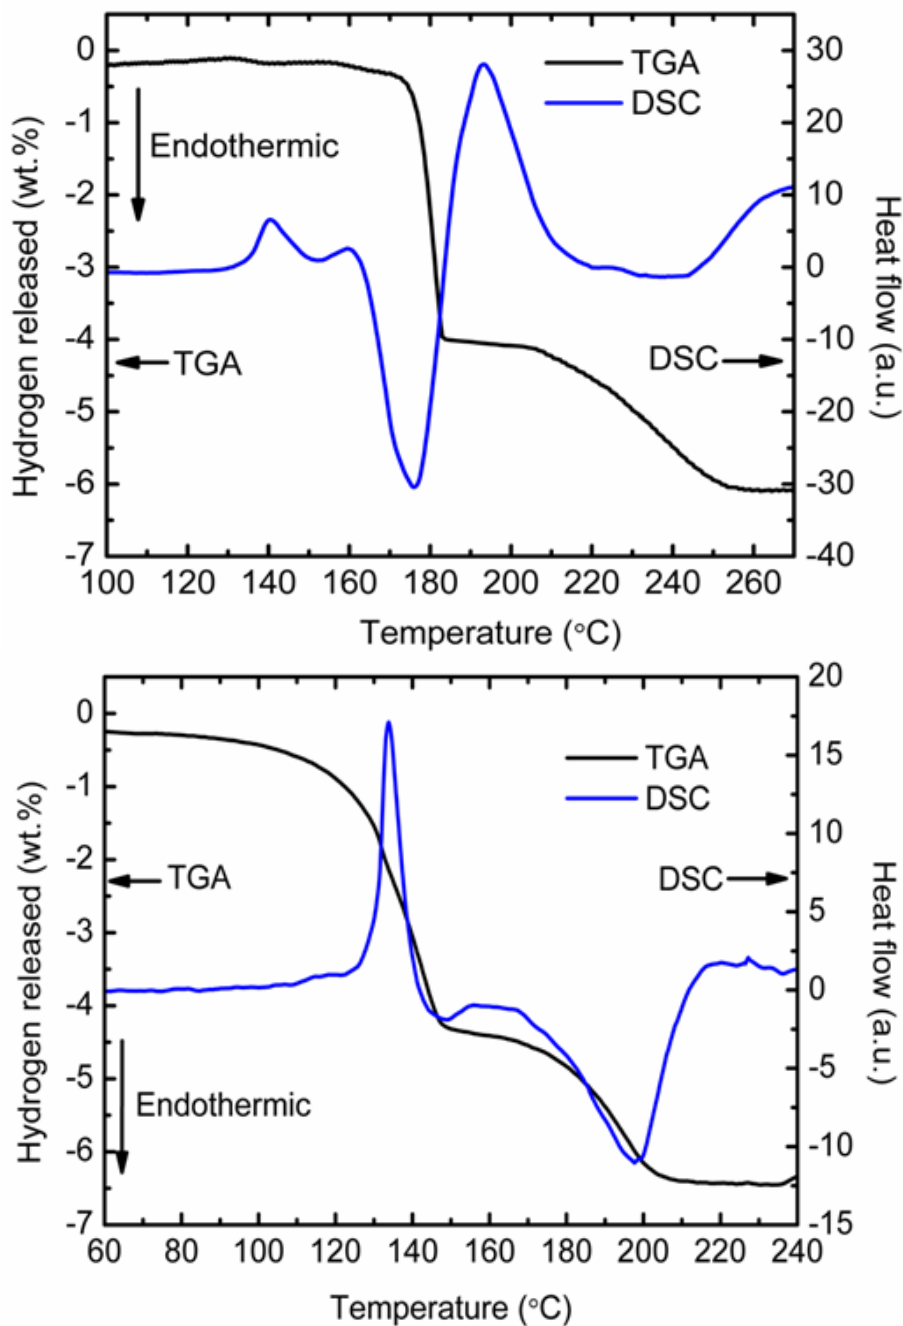 0
-1
-2
-3
-4
-5
-6
-7
Hydrogen released (wt.%)
TGA
DSC
Endothermic
TGA
DSC
30
20
10
0
-10
-20
-30
-40
Heat flow (a.u.)
100 120 140 160 180 200 220 240 260
Temperature (°C)
0
-1
-2
-3
-4
-5
-6
-7
Hydrogen released (wt.%)
TGA
DSC
TGA
DSC
Endothermic
20
15
10
5
0
-5
-10
-15
Heat flow (a.u.)
60 80 100 120 140 160 180 200 220 240
Temperature (°C)